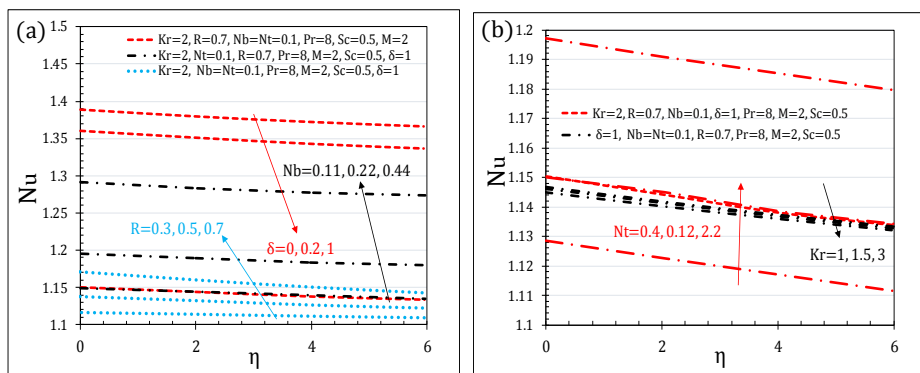 (a)
1.5
1.45
1.4
1.35
1.3
1.25
1.2
1.15
1.1
Nu
Kr=2, R=0.7, Nb=Nt=0.1, Pr=8, Sc=0.5, M=2
Kr=2, Nt=0.1, R=0.7, Pr=8, M=2, Sc=0.5, δ=1
Kr=2, Nb=Nt=0.1, Pr=8, M=2, Sc=0.5, δ=1
Nb=0.11, 0.22, 0.44
R=0.3, 0.5, 0.7
δ=0, 0.2, 1
0 2 4 6
η
(b)
1.2
1.19
1.18
1.17
1.16
1.15
1.14
1.13
1.12
1.11
1.1
Nu
Kr=2, R=0.7, Nb=0.1, δ=1, Pr=8, M=2, Sc=0.5
δ=1, Nb=Nt=0.1, R=0.7, Pr=8, M=2, Sc=0.5
Nt=0.4, 0.12, 2.2
Kr=1, 1.5, 3
0 2 4 6
η